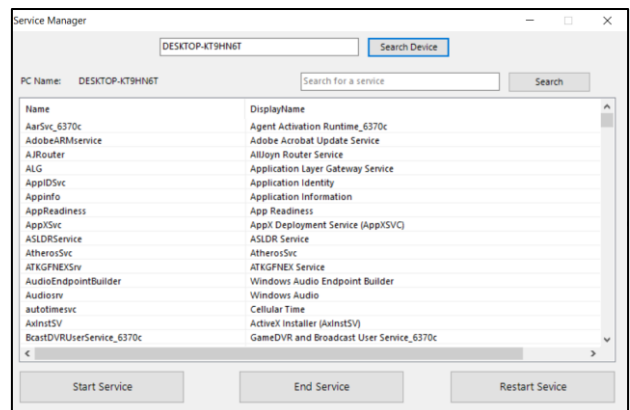 Service Manager
DESKTOP-KT9HN6T Search Device
PC Name: DESKTOP-KT9HN6T Search for a service Search
Name DisplayName
AarSvc_6370c Agent Activation Runtime_6370c
AdobeARMservice Adobe Acrobat Update Service
AJRouter AllJoyn Router Service
ALG Application Layer Gateway Service
AppIDSvc Application Identity
Appinfo Application Information
AppReadiness App Readiness
AppXSvc AppX Deployment Service (AppXSVC)
ASLDRService ASLDR Service
AtherosSvc AtherosSvc
ATKGFNEXSrv ATKGFNEX Service
AudioEndpointBuilder Windows Audio Endpoint Builder
Audiosrv Windows Audio
autotimesvc Cellular Time
AxInstSV ActiveX Installer (AxInstSV)
BcastDVRUserService_6370c GameDVR and Broadcast User Service_6370c
Start Service End Service Restart Sevice